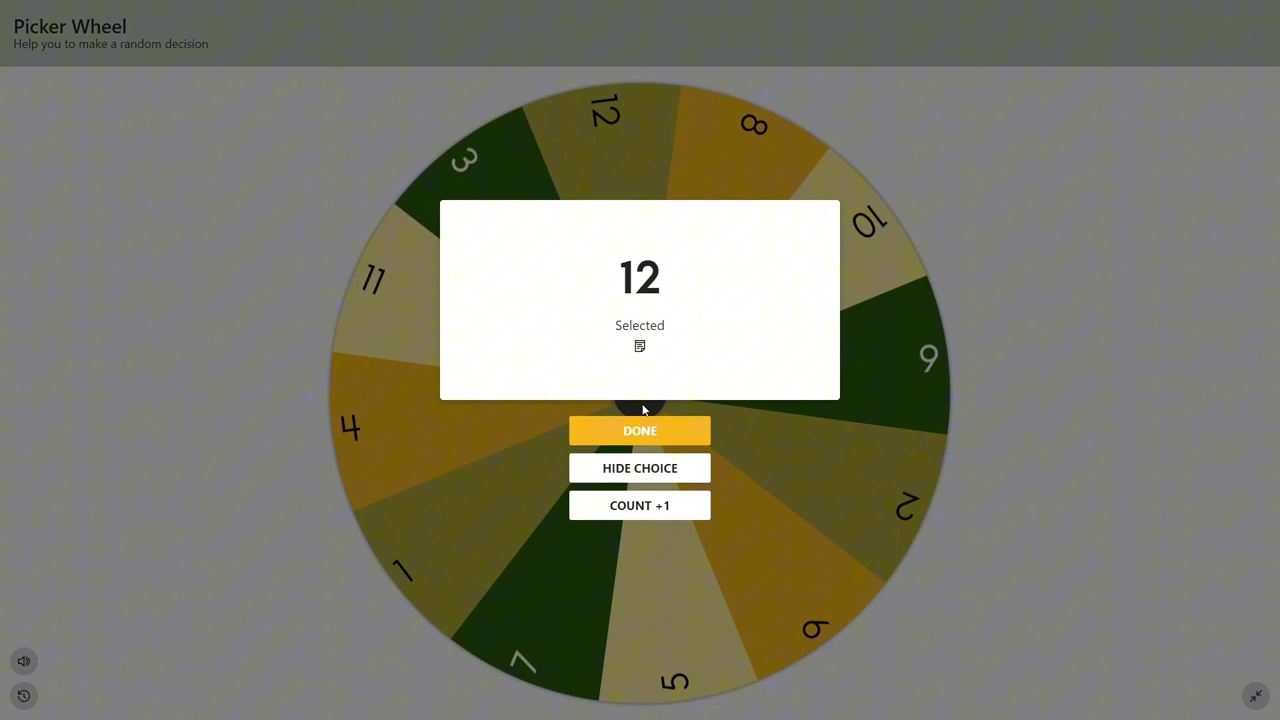 Picker Wheel
Help you to make a random decision
12
8
3
10
11
12
Selected
6
4
DONE
HIDE CHOICE
COUNT +1
2
1
9
7
5